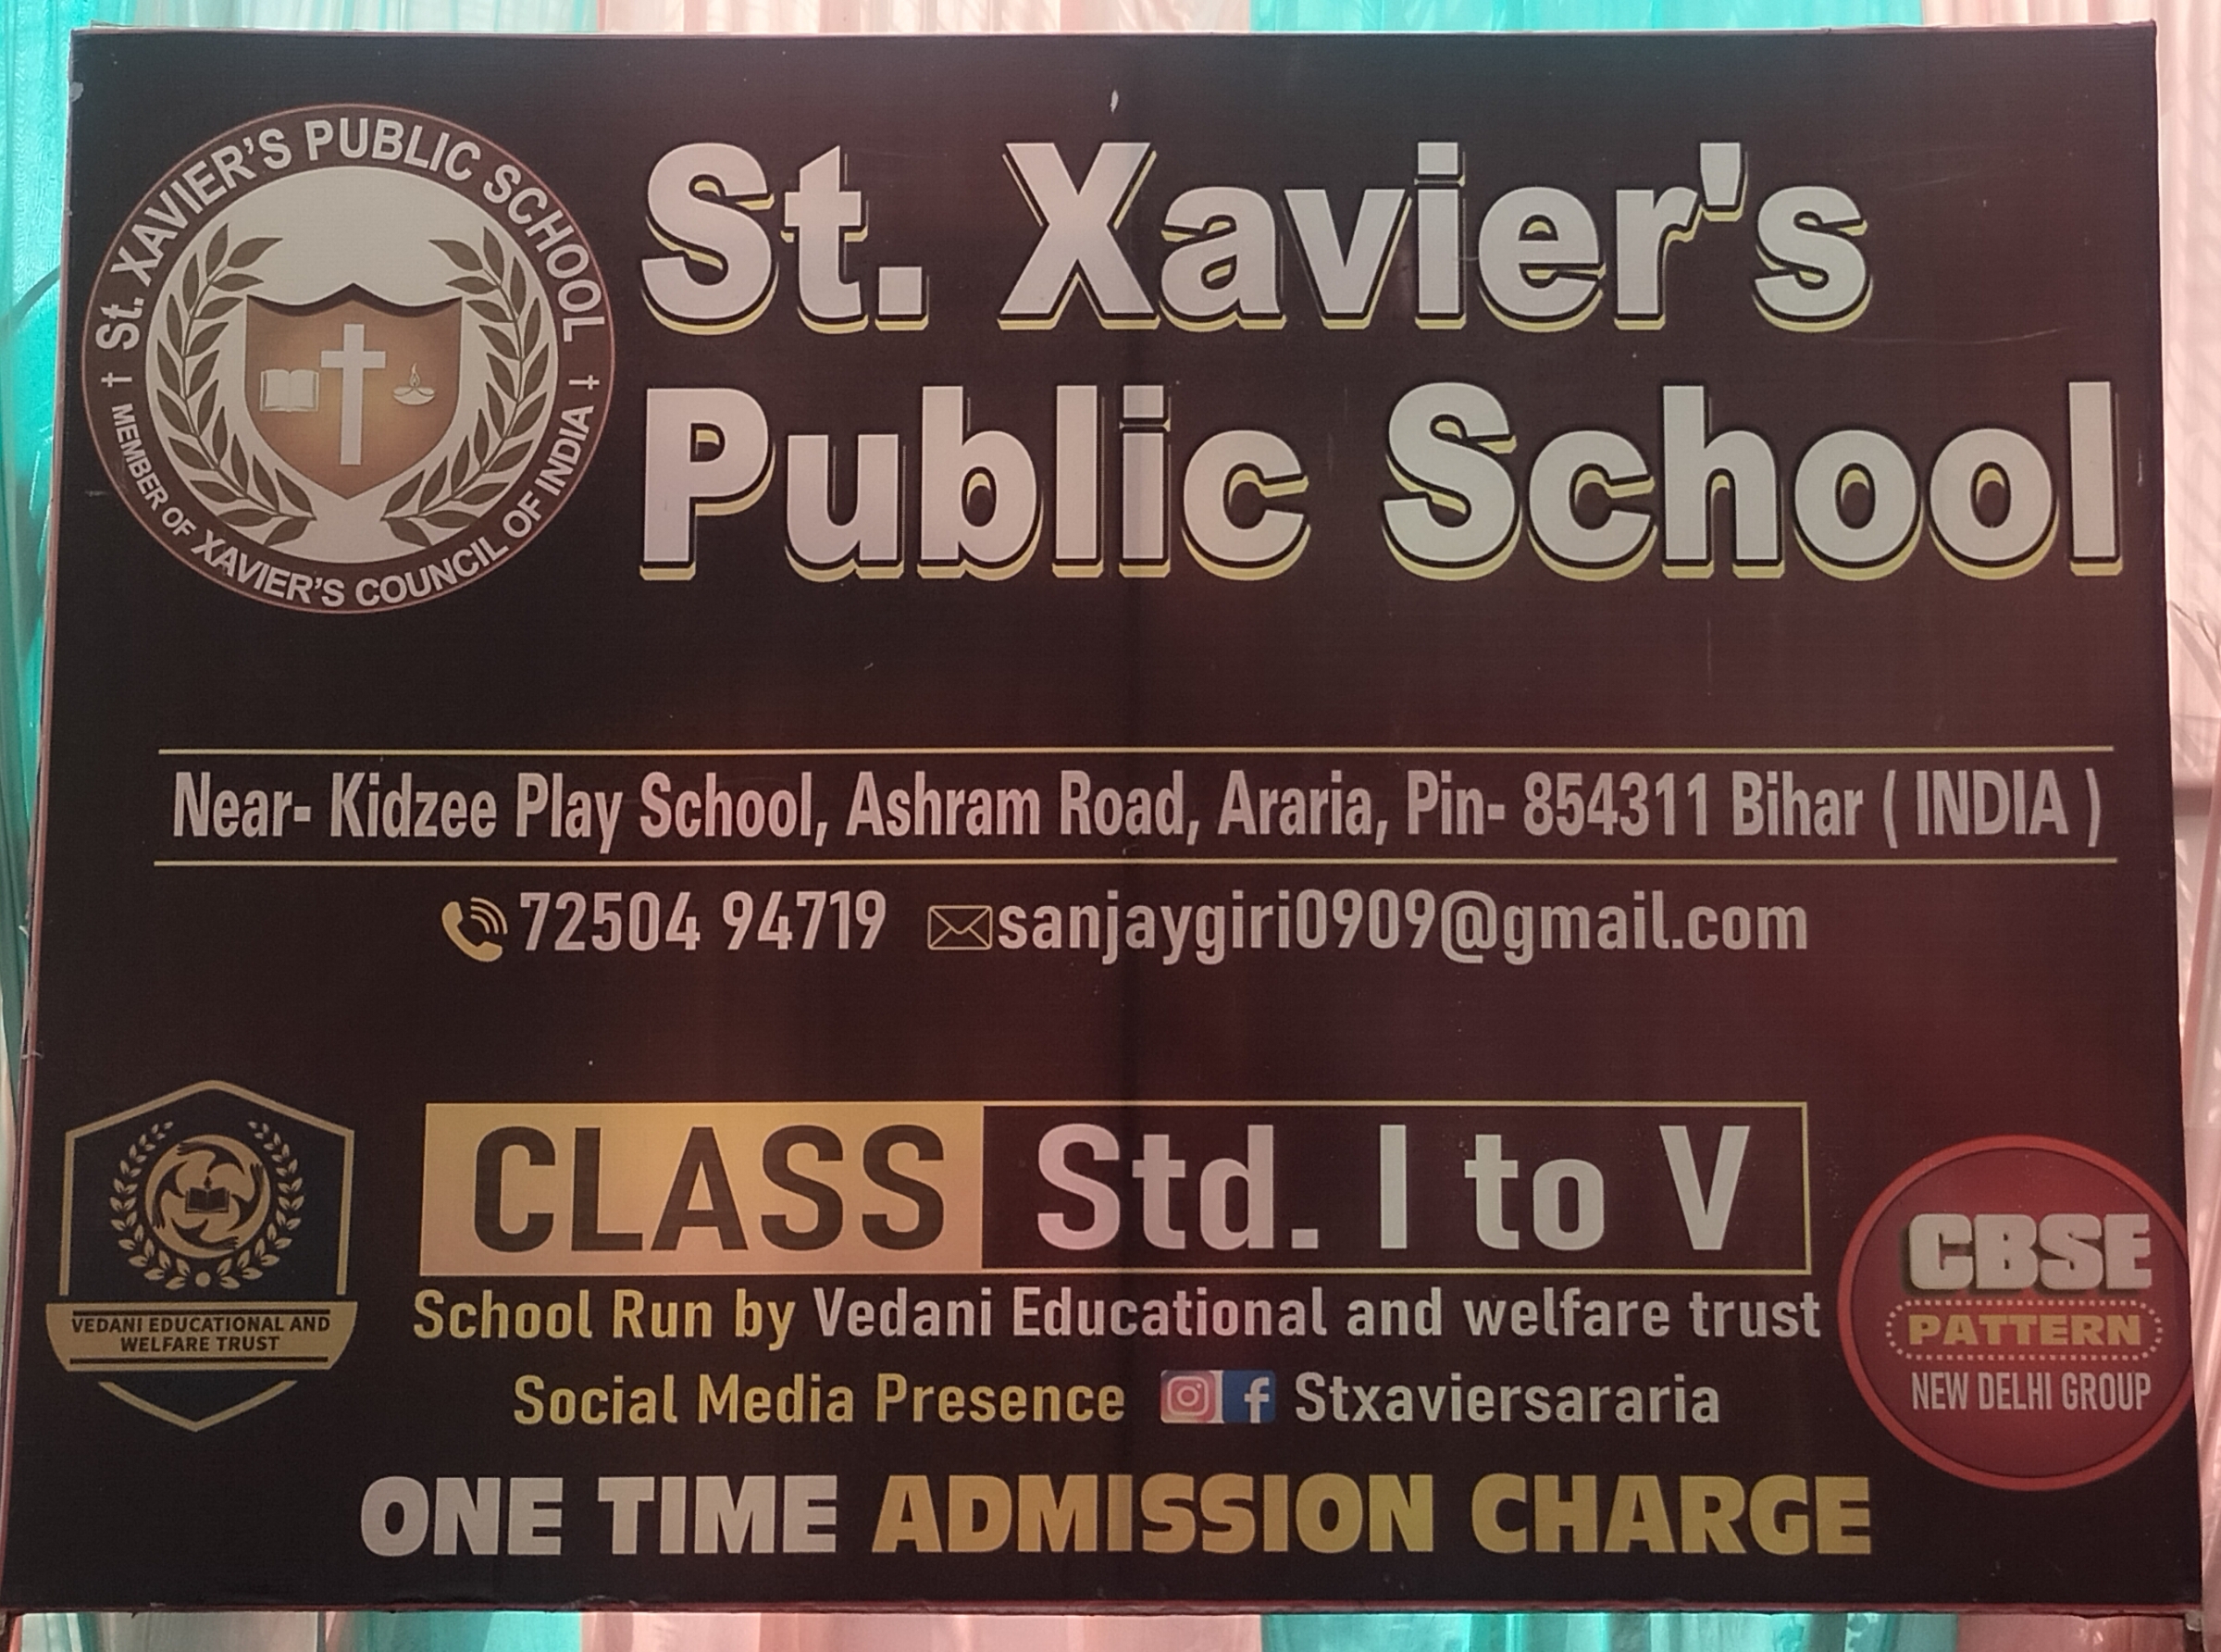 St. XAVIER'S PUBLIC SCHOOL
MEMBER OF XAVIER'S COUNCIL OF INDIA
St. Xavier's
Public School
Near- Kidzee Play School, Ashram Road, Araria, Pin- 854311 Bihar ( INDIA )
72504 94719 sanjaygiri0909@gmail.com
CLASS Std. I to V
School Run by Vedani Educational and welfare trust
Social Media Presence Stxaviersararia
ONE TIME ADMISSION CHARGE
VEDANI EDUCATIONAL AND
WELFARE TRUST
CBSE
PATTERN
NEW DELHI GROUP